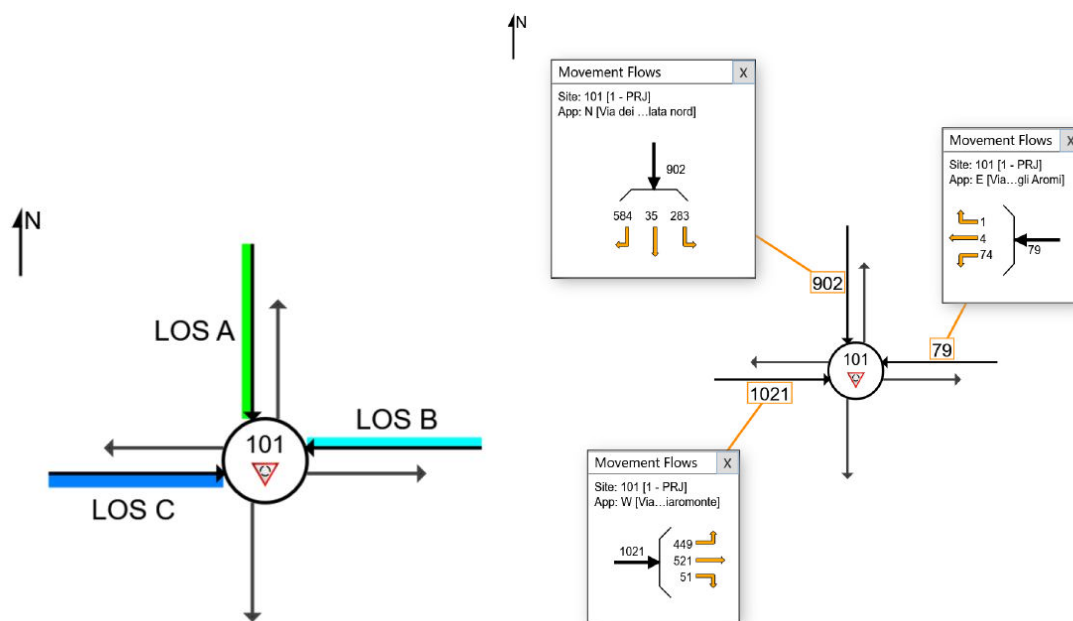 N
LOS A
LOS B
101
LOS C
N
Movement Flows X
Site: 101 [1 - PRJ]
App: N [Via dei ...lata nord]
902
584 35 283
Movement Flows X
Site: 101 [1 - PRJ]
App: E [Via...gli Aromi]
1
4
74
79
902
101
79
1021
Movement Flows X
Site: 101 [1 - PRJ]
App: W [Via...iaromonte]
1021
449
521
51